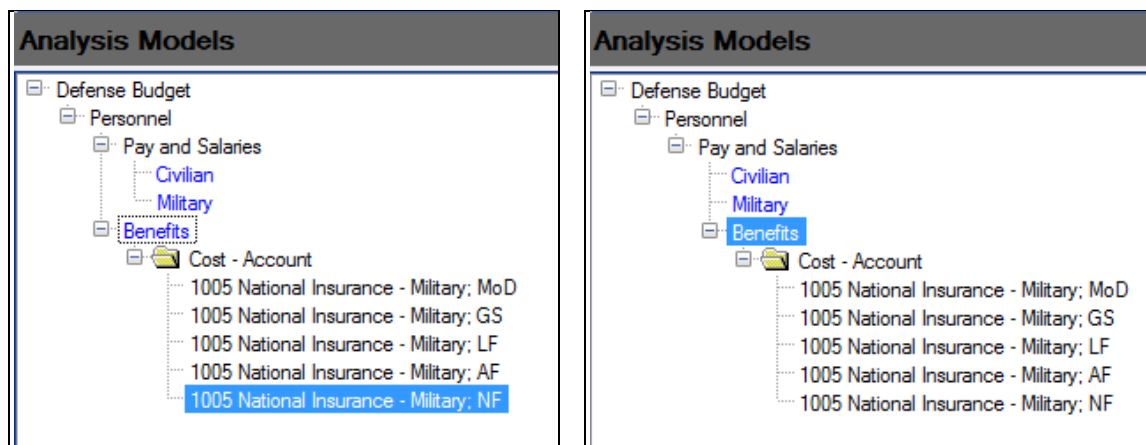 Analysis Models
Defense Budget
Personnel
Pay and Salaries
Civilian
Military
Benefits
Cost - Account
1005 National Insurance - Military; MoD
1005 National Insurance - Military; GS
1005 National Insurance - Military; LF
1005 National Insurance - Military; AF
1005 National Insurance - Military; NF
Analysis Models
Defense Budget
Personnel
Pay and Salaries
Civilian
Military
Benefits
Cost - Account
1005 National Insurance - Military; MoD
1005 National Insurance - Military; GS
1005 National Insurance - Military; LF
1005 National Insurance - Military; AF
1005 National Insurance - Military; NF